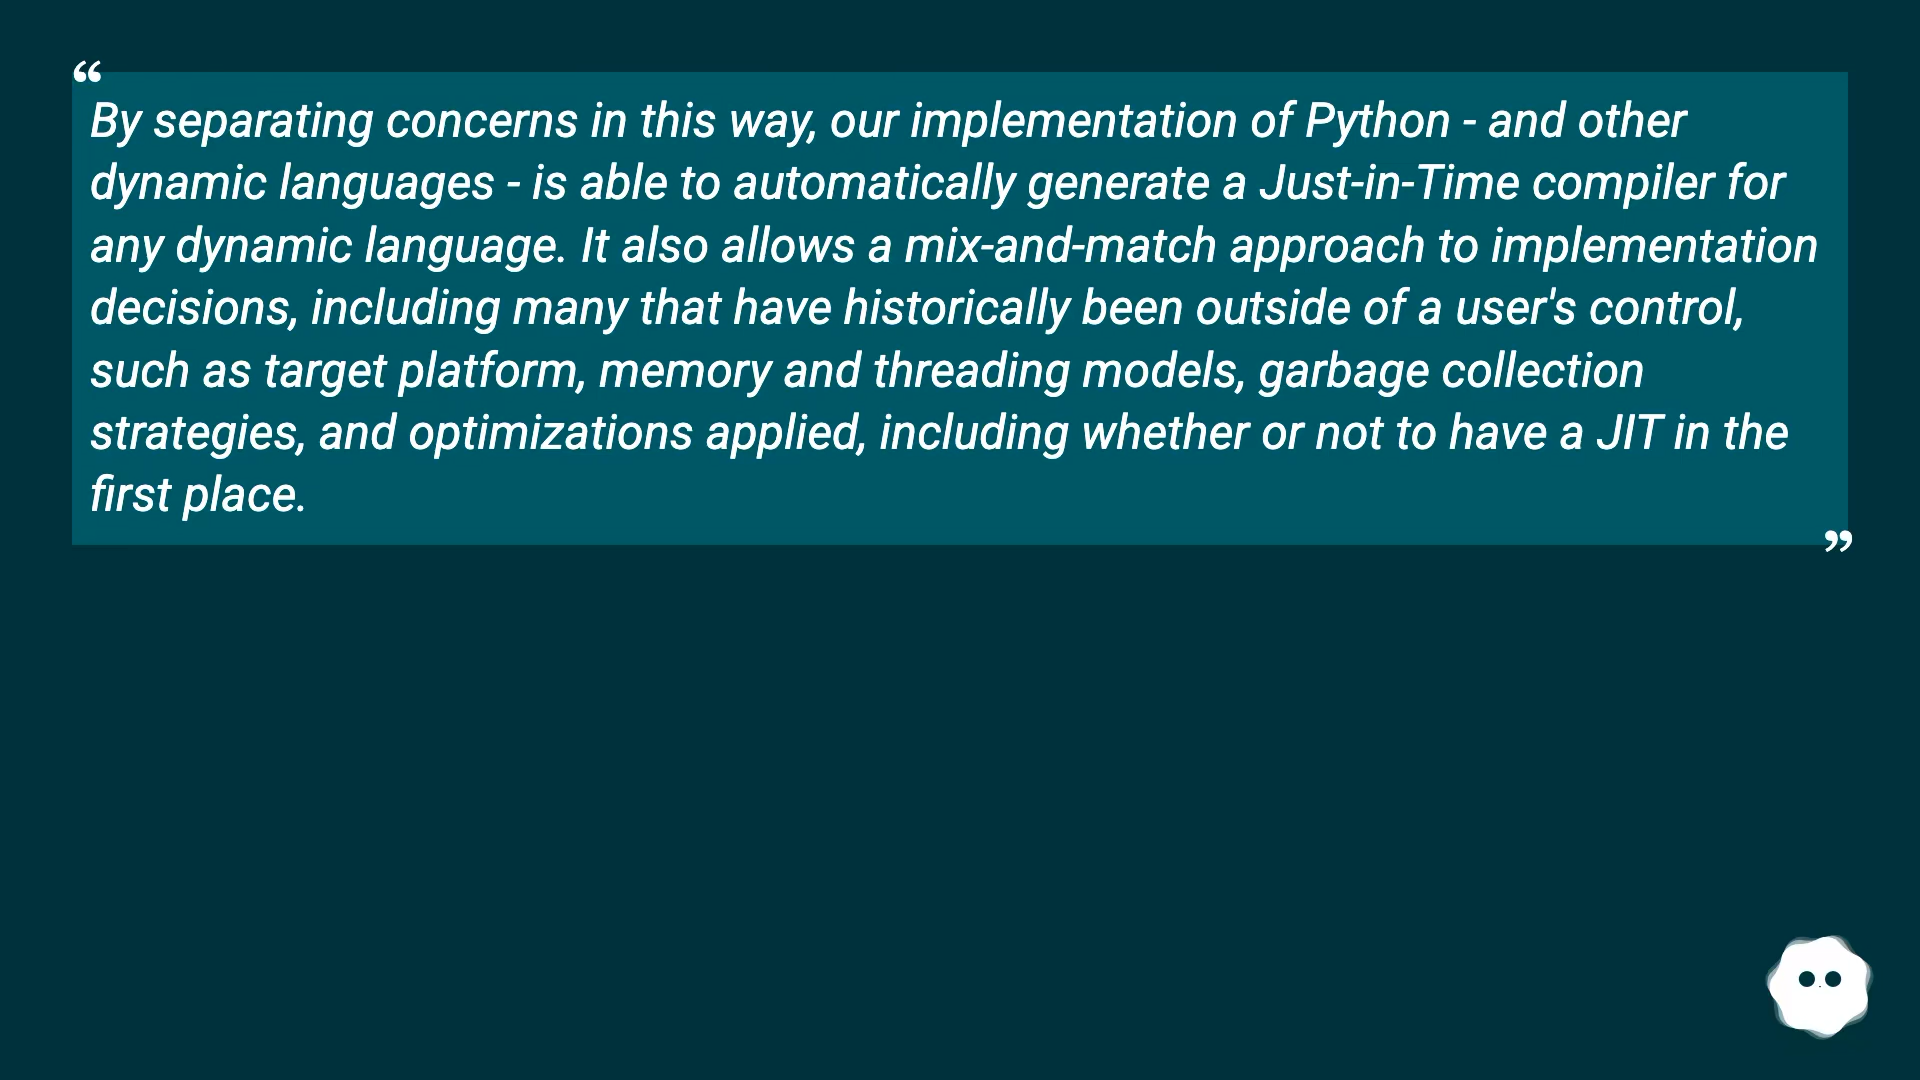 “
By separating concerns in this way, our implementation of Python - and other
dynamic languages - is able to automatically generate a Just-in-Time compiler for
any dynamic language. It also allows a mix-and-match approach to implementation
decisions, including many that have historically been outside of a user's control,
such as target platform, memory and threading models, garbage collection
strategies, and optimizations applied, including whether or not to have a JIT in the
first place.
”